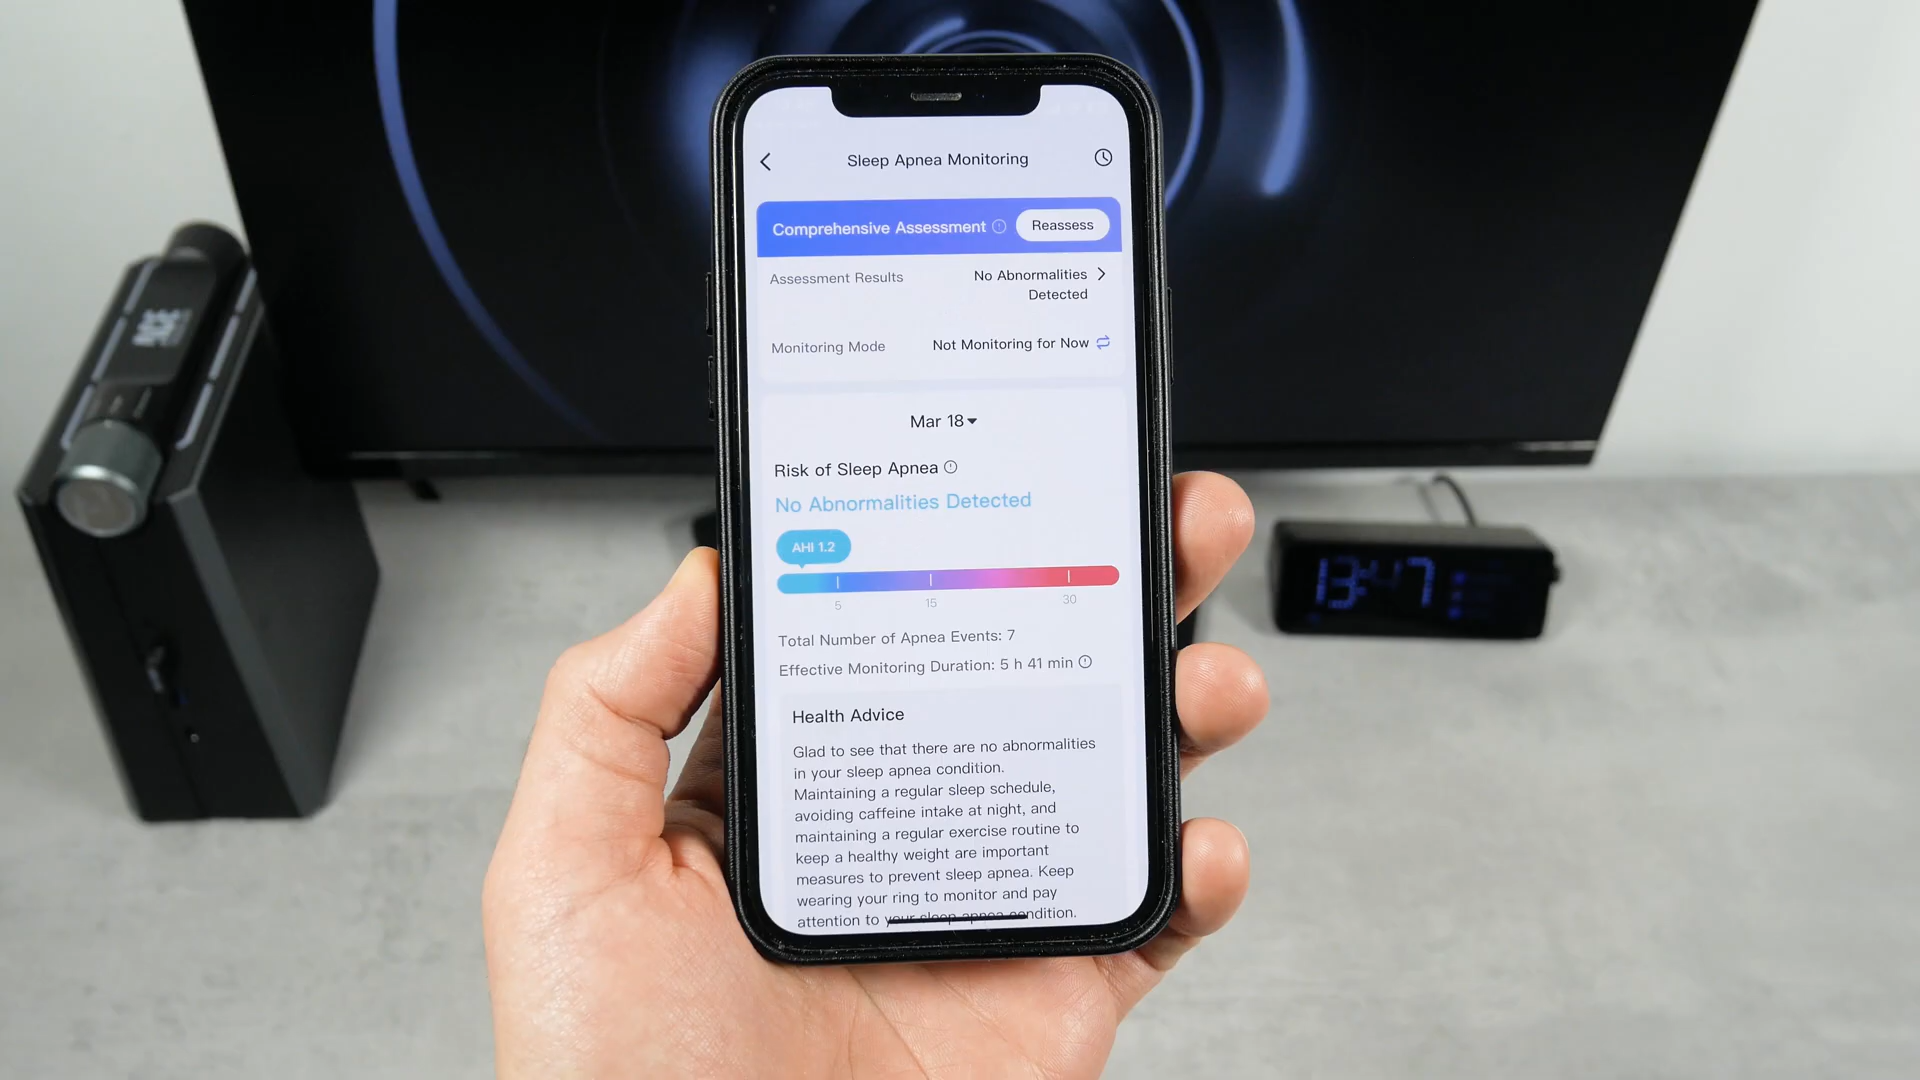 Sleep Apnea Monitoring
Comprehensive Assessment
Reassess
Assessment Results
No Abnormalities
Detected
Monitoring Mode
Not Monitoring for Now
Mar 18
Risk of Sleep Apnea
No Abnormalities Detected
AHI 1.2
5 15 30
Total Number of Apnea Events: 7
Effective Monitoring Duration: 5 h 41 min
Health Advice
Glad to see that there are no abnormalities
in your sleep apnea condition.
Maintaining a regular sleep schedule,
avoiding caffeine intake at night, and
maintaining a regular exercise routine to
keep a healthy weight are important
measures to prevent sleep apnea. Keep
wearing your ring to monitor and pay
attention to your sleep apnea condition.
13:47